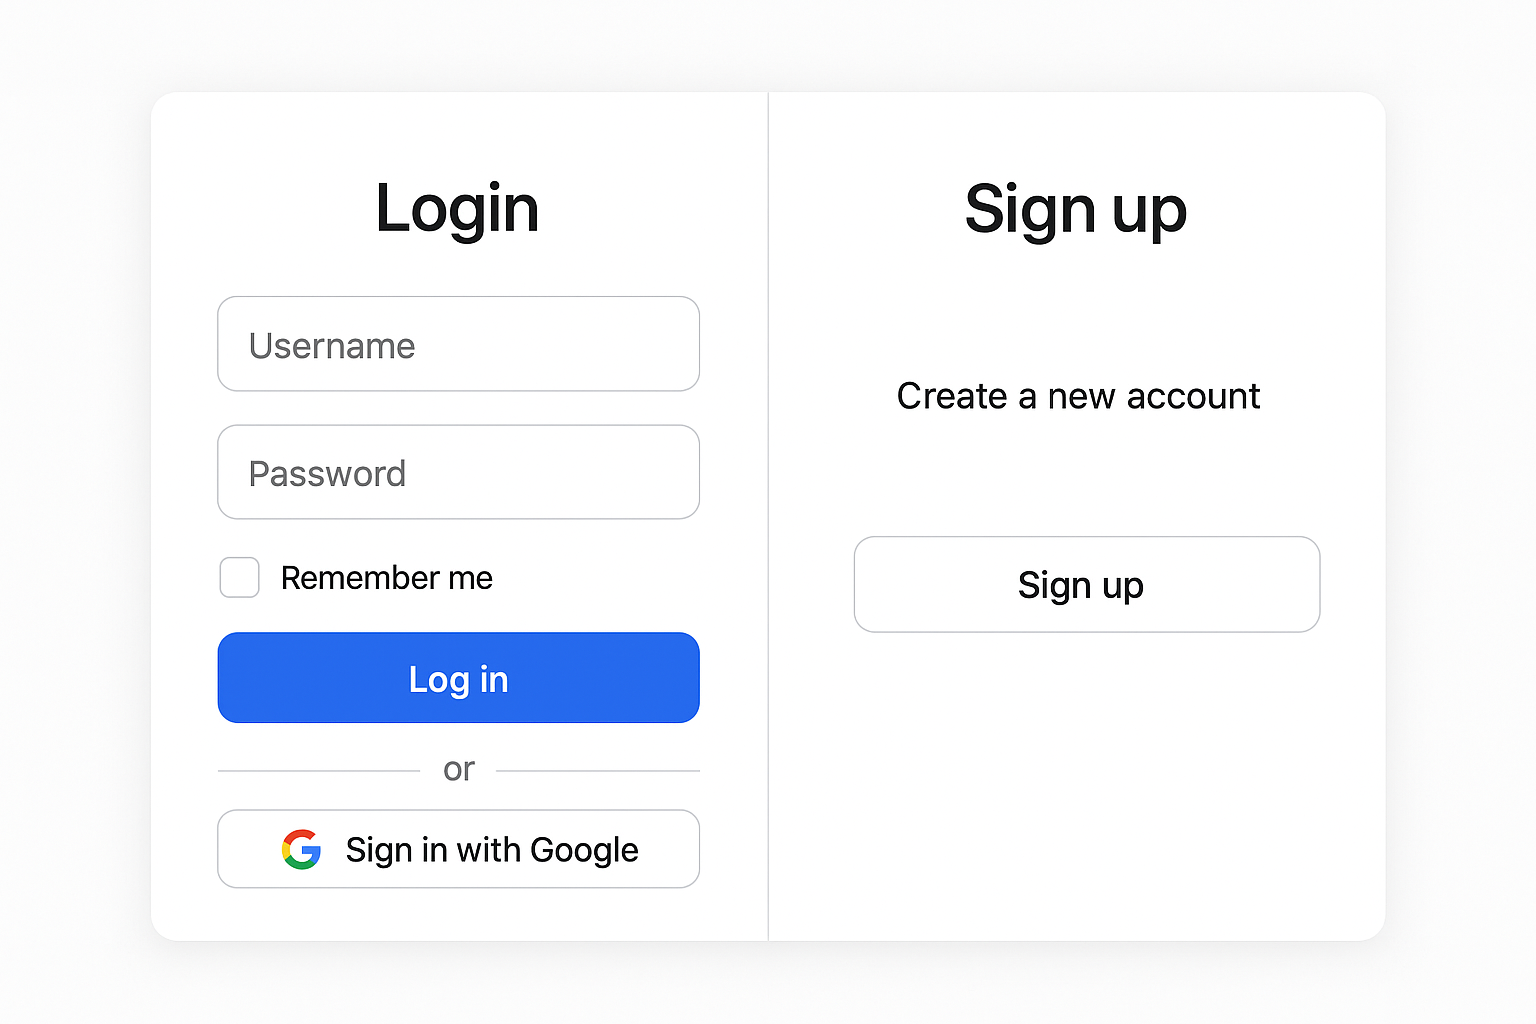 Login
Username
Password
Remember me
Log in
or
Sign in with Google
Sign up
Create a new account
Sign up